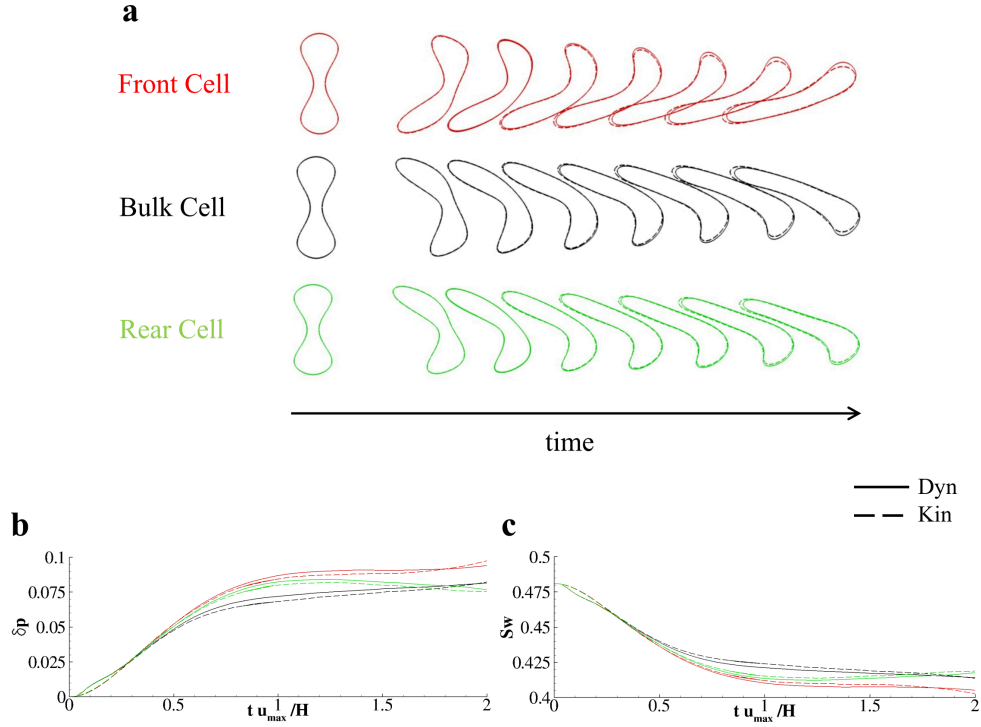 a
Front Cell
Bulk Cell
Rear Cell
time
Dyn
Kin
b
c
0.1
0.075
0.05
0.025
0
δp
0 0.5 1 1.5 2
t u_max /H
0.5
0.475
0.45
0.425
0.4
Sw
0 0.5 1 1.5 2
t u_max /H